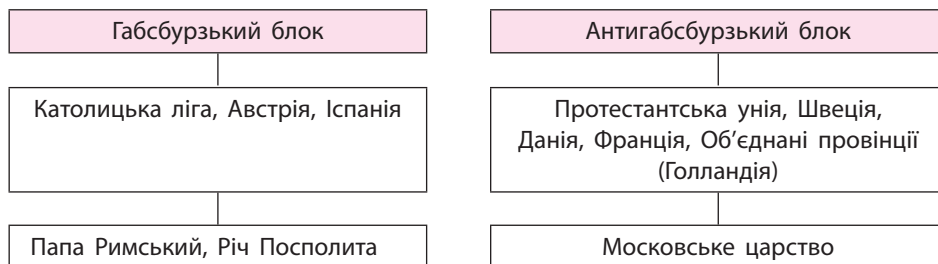 Габсбурзький блок
Католицька ліга, Австрія, Іспанія
Папа Римський, Річ Посполита
Антигабсбурзький блок
Протестантська унія, Швеція,
Данія, Франція, Об’єднані провінції
(Голландія)
Московське царство